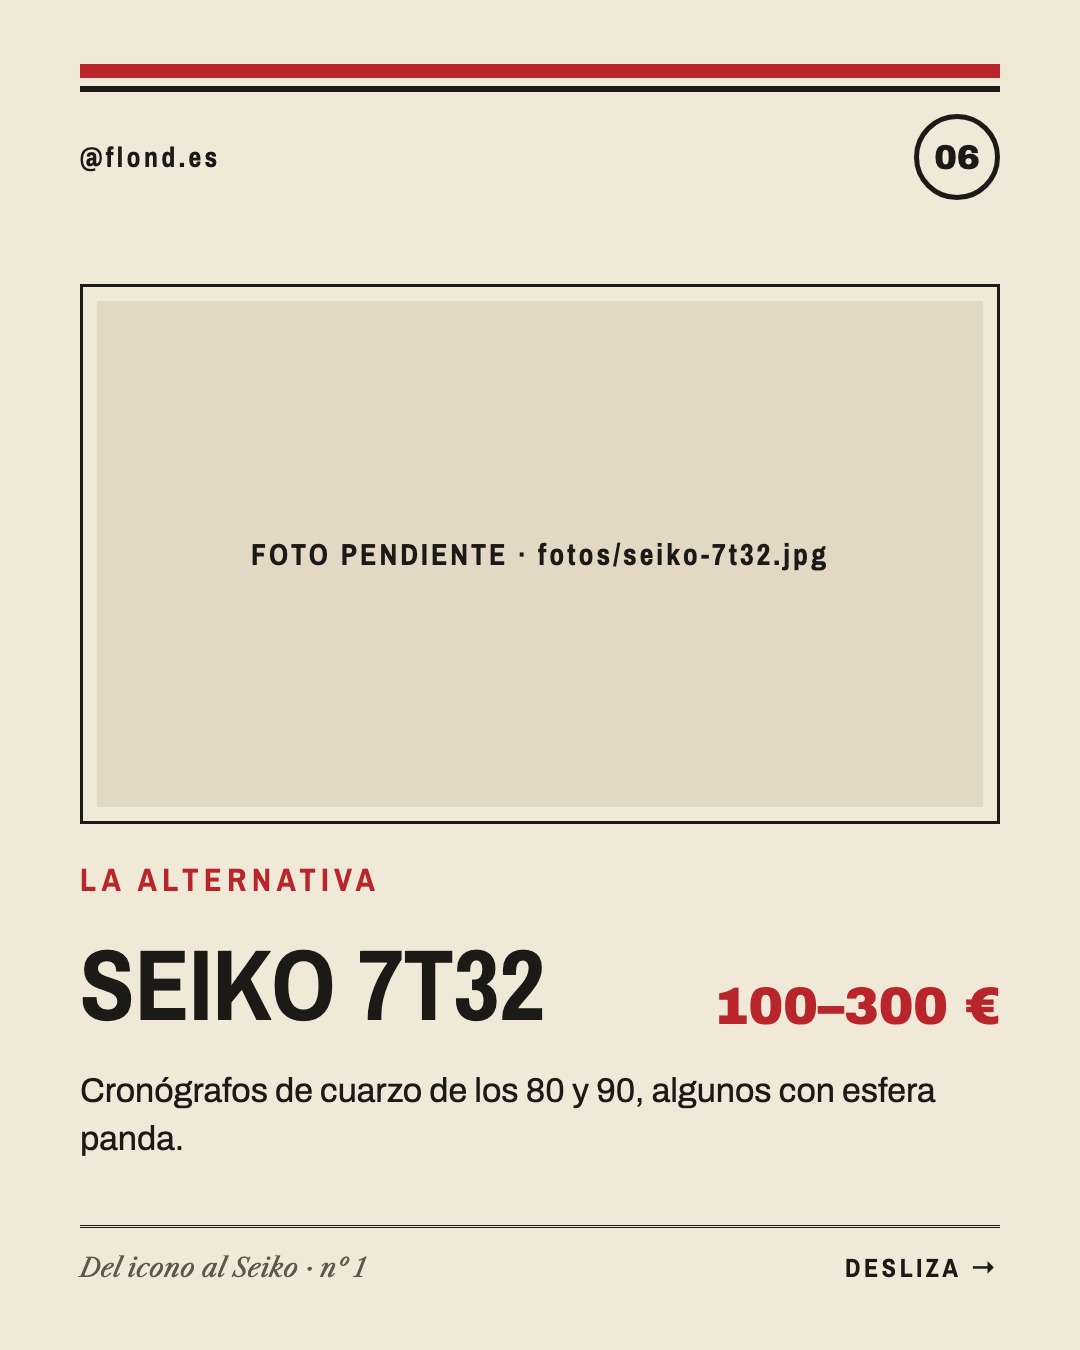 @flond.es
06
FOTO PENDIENTE · fotos/seiko-7t32.jpg
LA ALTERNATIVA
SEIKO 7T32
100–300 €
Cronógrafos de cuarzo de los 80 y 90, algunos con esfera
panda.
Del icono al Seiko · nº 1
DESLIZA →